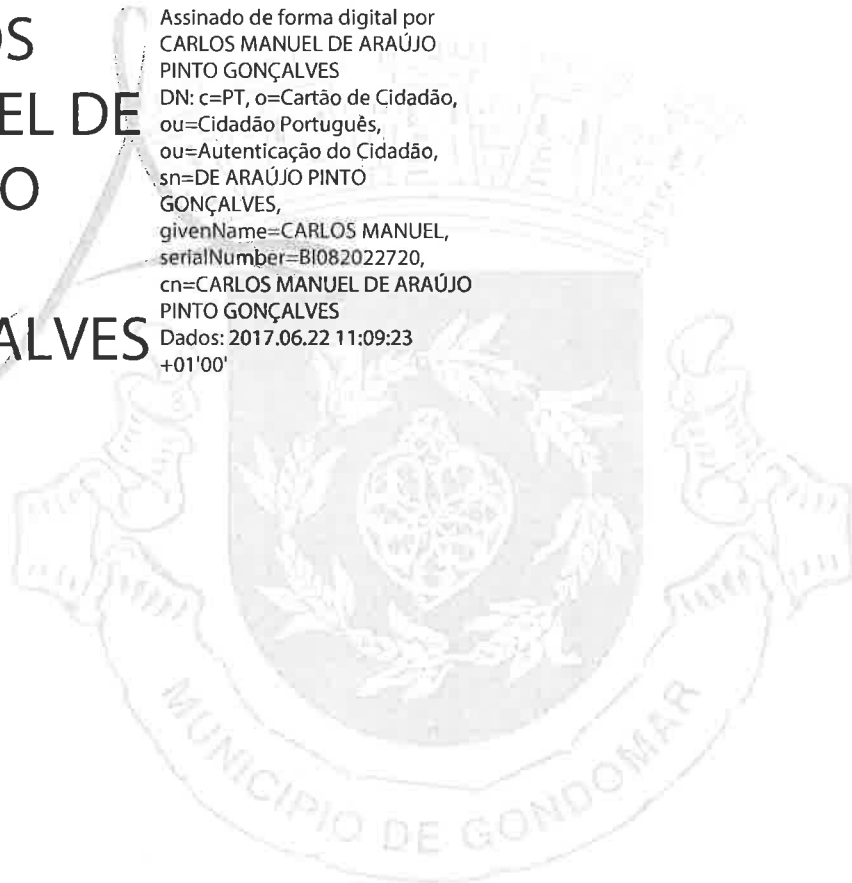 OS
EL DE
O
ALVES
Assinado de forma digital por
CARLOS MANUEL DE ARAÚJO
PINTO GONÇALVES
DN: c=PT, o=Cartão de Cidadão,
ou=Cidadão Português,
ou=Autenticação do Cidadão,
sn=DE ARAÚJO PINTO
GONÇALVES,
givenName=CARLOS MANUEL,
serialNumber=BI082022720,
cn=CARLOS MANUEL DE ARAÚJO
PINTO GONÇALVES
Dados: 2017.06.22 11:09:23
+01'00'
MUNICÍPIO DE GONDOMAR